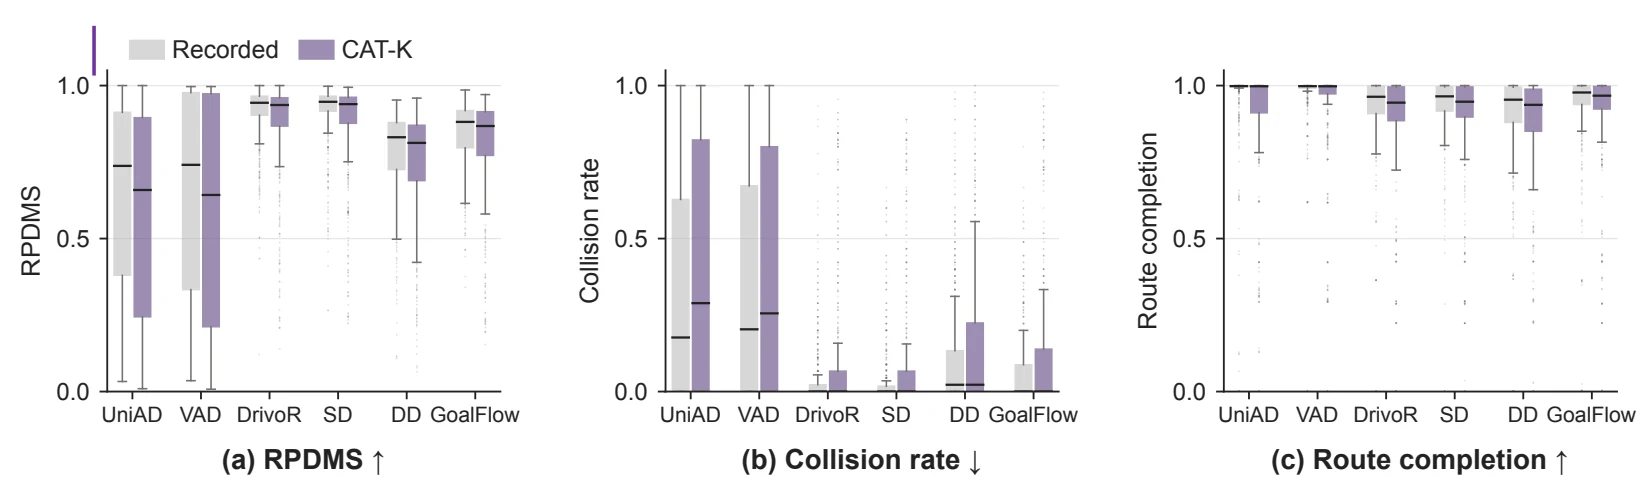 Recorded CAT-K
RPDMS
1.0
0.5
0.0
UniAD VAD DrivoR SD DD GoalFlow
(a) RPDMS ↑
Collision rate
1.0
0.5
0.0
UniAD VAD DrivoR SD DD GoalFlow
(b) Collision rate ↓
Route completion
1.0
0.5
0.0
UniAD VAD DrivoR SD DD GoalFlow
(c) Route completion ↑